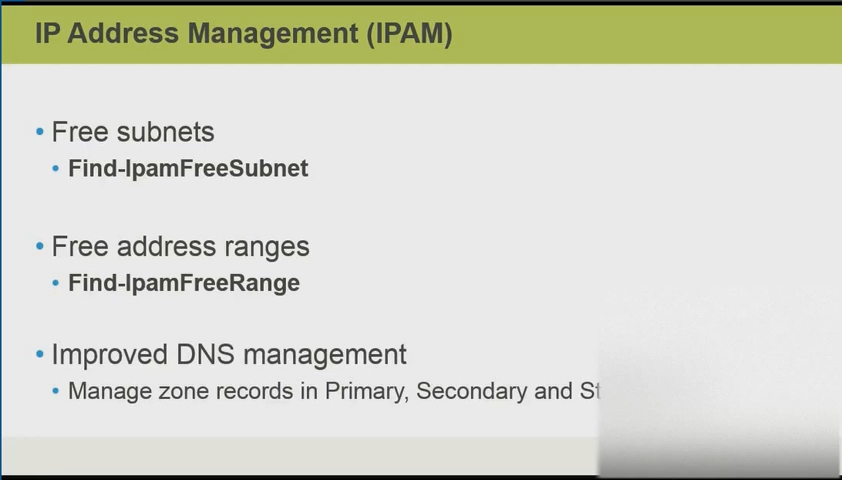 IP Address Management (IPAM)
• Free subnets
• Find-IpamFreeSubnet
• Free address ranges
• Find-IpamFreeRange
• Improved DNS management
• Manage zone records in Primary, Secondary and